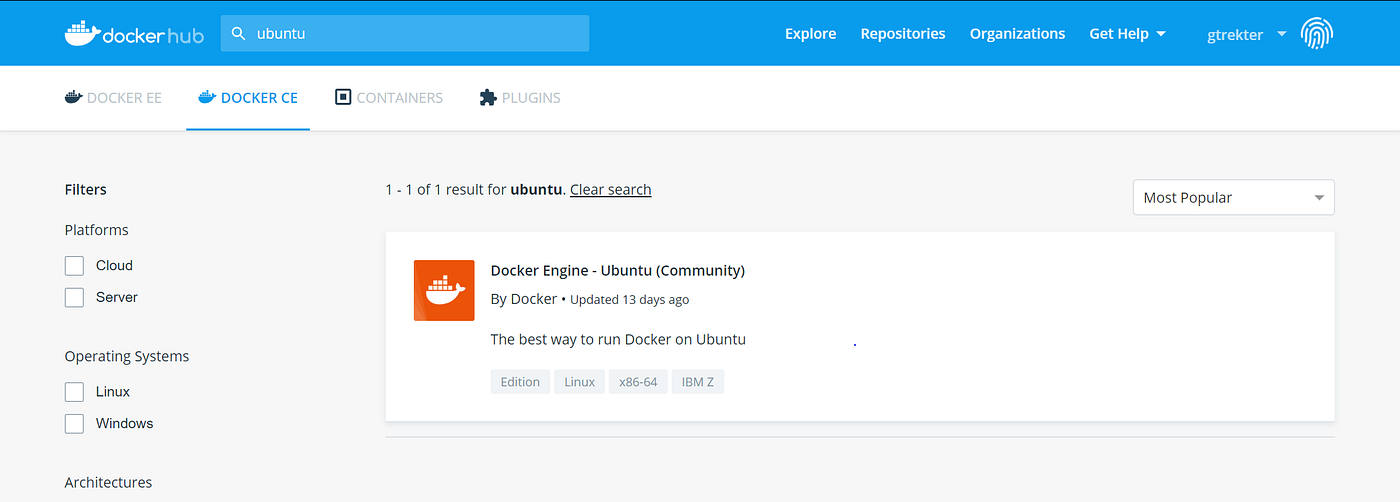 dockerhub ubuntu Explore Repositories Organizations Get Help gtrekter
DOCKER EE DOCKER CE CONTAINERS PLUGINS
Filters
Platforms
Cloud
Server
Operating Systems
Linux
Windows
Architectures
1 - 1 of 1 result for ubuntu. Clear search
Most Popular
Docker Engine - Ubuntu (Community)
By Docker • Updated 13 days ago
The best way to run Docker on Ubuntu
Edition Linux x86-64 IBM Z